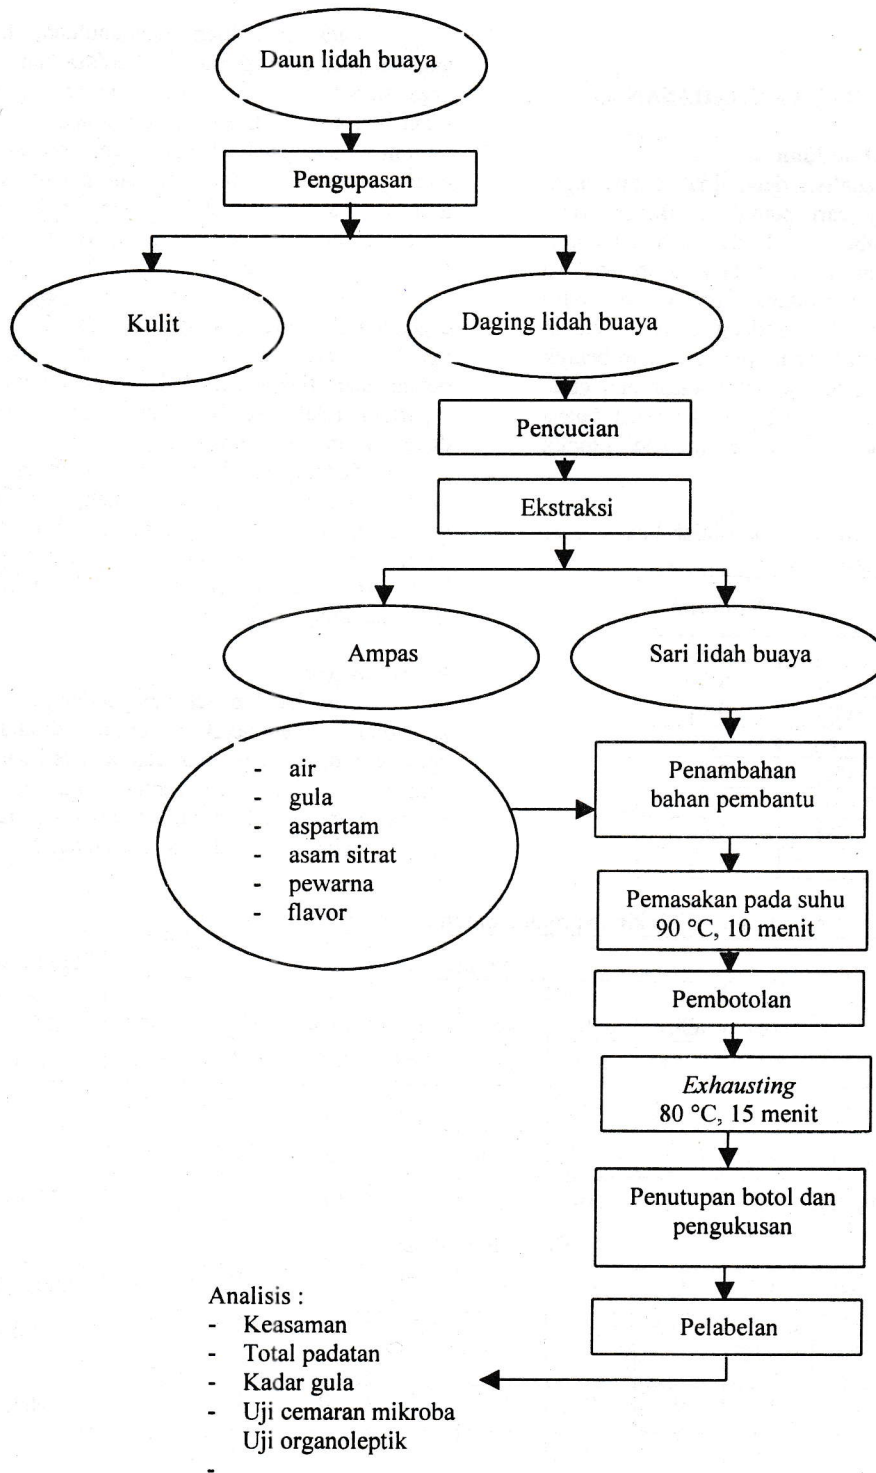 Daun lidah buaya
Pengupasan
Kulit
Daging lidah buaya
Pencucian
Ekstraksi
Ampas
Sari lidah buaya
- air
- gula
- aspartam
- asam sitrat
- pewarna
- flavor
Penambahan
bahan pembantu
Pemasakan pada suhu
90 °C, 10 menit
Pembotolan
Exhausting
80 °C, 15 menit
Penutupan botol dan
pengukusan
Pelabelan
Analisis :
- Keasaman
- Total padatan
- Kadar gula
- Uji cemaran mikroba
Uji organoleptik
-